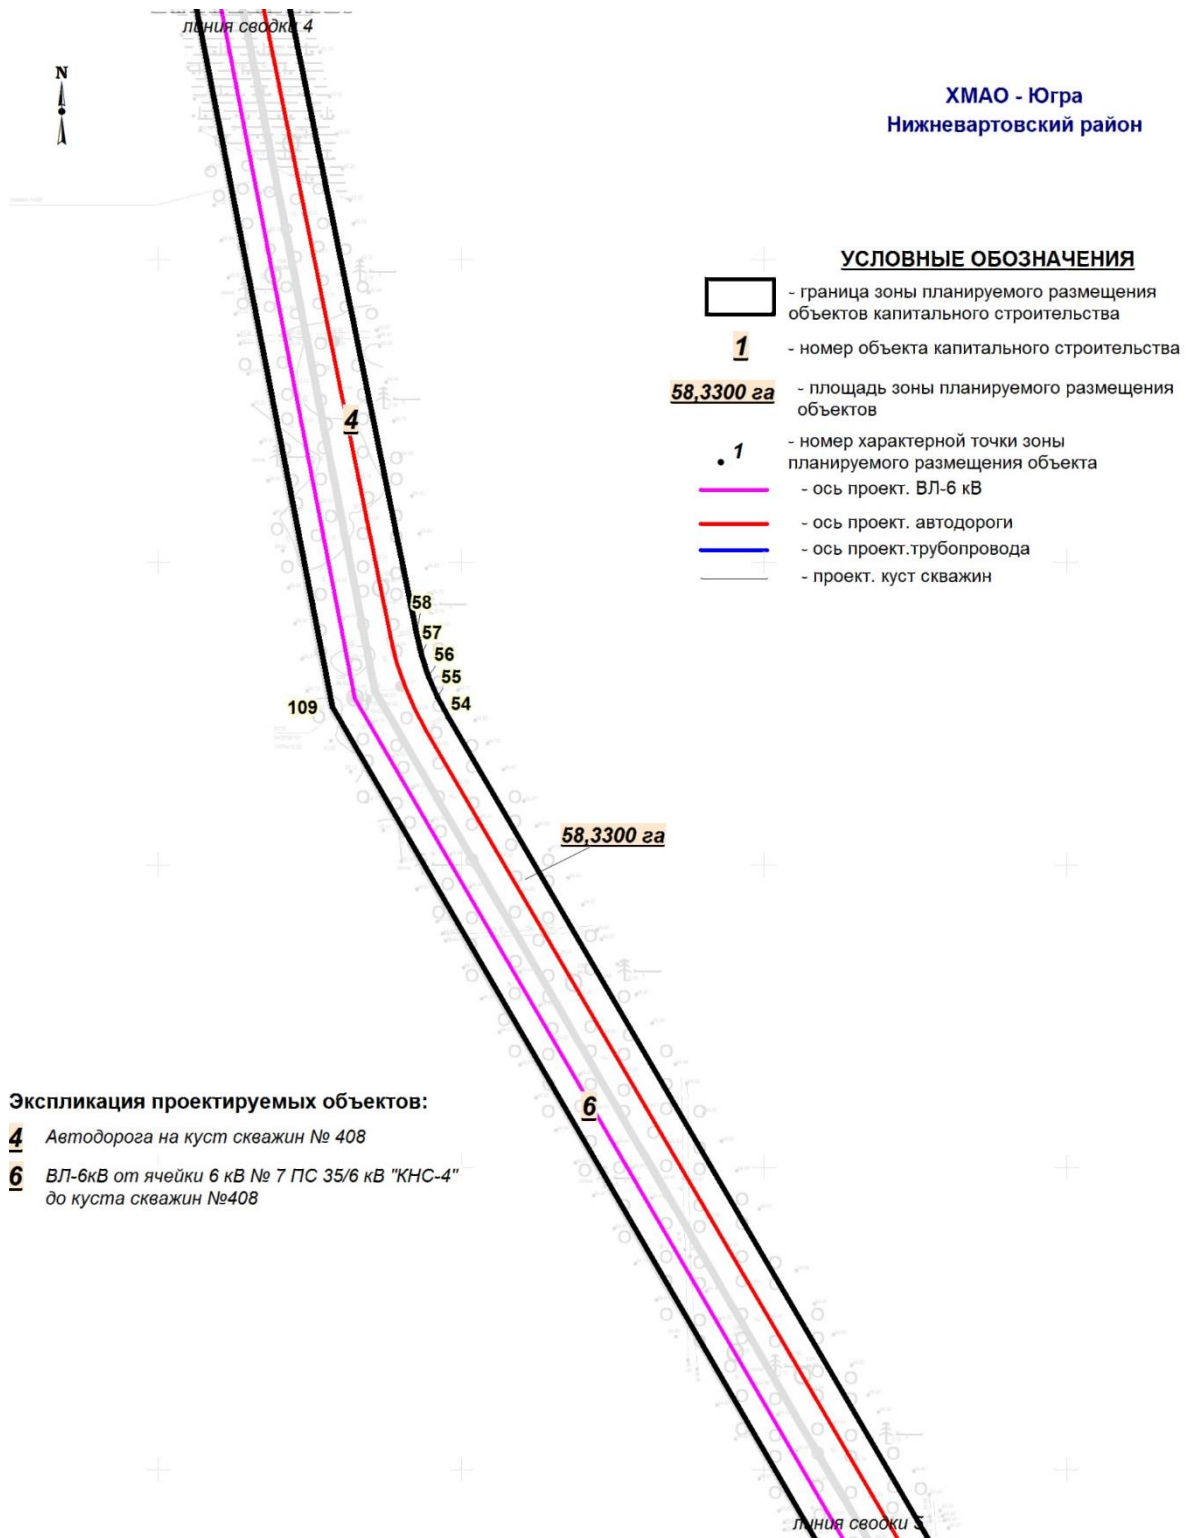 линия сводки 4
N
ХМАО - Югра
Нижневартовский район
УСЛОВНЫЕ ОБОЗНАЧЕНИЯ
- граница зоны планируемого размещения
объектов капитального строительства
1 - номер объекта капитального строительства
58,3300 га - площадь зоны планируемого размещения
объектов
1 - номер характерной точки зоны
планируемого размещения объекта
- ось проект. ВЛ-6 кВ
- ось проект. автодороги
- ось проект.трубопровода
- проект. куст скважин
4
58
57
56
55
54
109
58,3300 га
6
Экспликация проектируемых объектов:
4 Автодорога на куст скважин № 408
6 ВЛ-6кВ от ячейки 6 кВ № 7 ПС 35/6 кВ "КНС-4"
до куста скважин №408
линия сводки 5